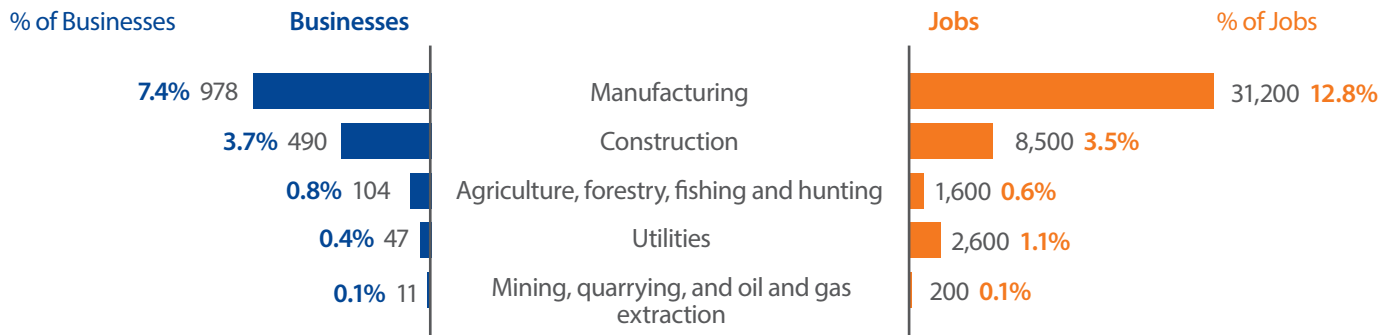 % of Businesses Businesses Jobs % of Jobs
7.4% 978 Manufacturing 31,200 12.8%
3.7% 490 Construction 8,500 3.5%
0.8% 104 Agriculture, forestry, fishing and hunting 1,600 0.6%
0.4% 47 Utilities 2,600 1.1%
0.1% 11 Mining, quarrying, and oil and gas 200 0.1%
extraction